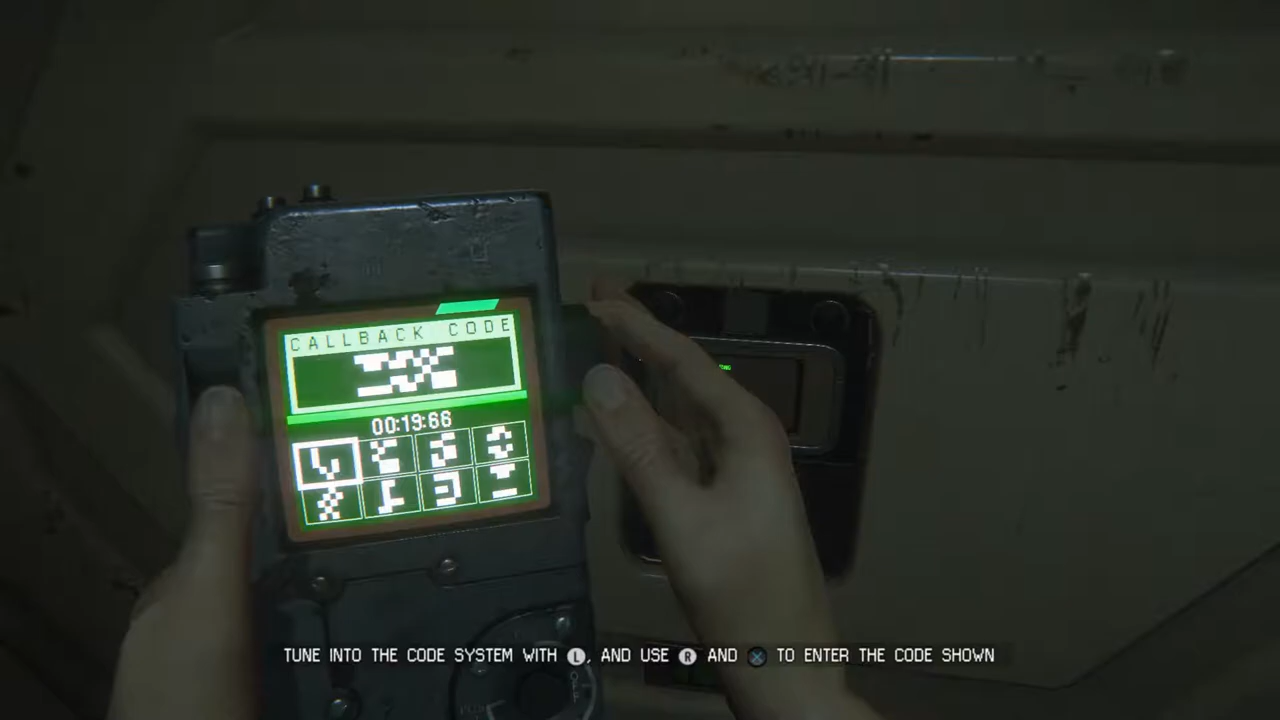 CALLBACK CODE
00:19:66
TUNE INTO THE CODE SYSTEM WITH L, AND USE R AND X TO ENTER THE CODE SHOWN